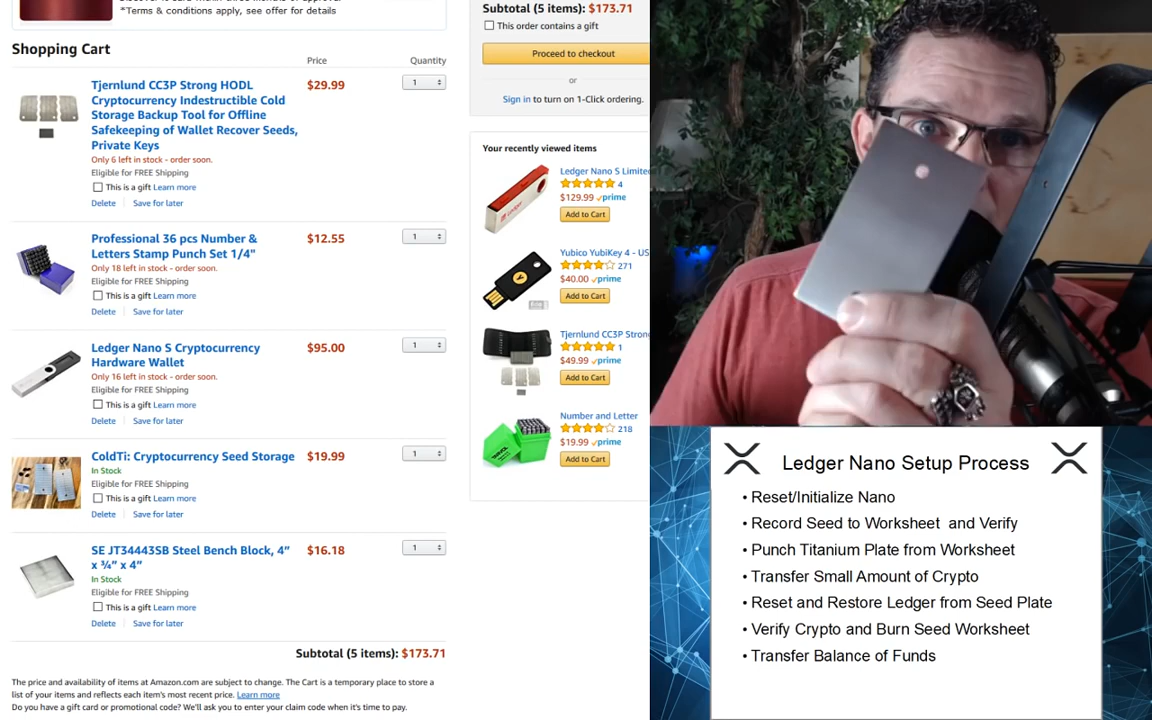 *Terms & conditions apply, see offer for details
Shopping Cart
Price
Quantity
Tjernlund CC3P Strong HODL
Cryptocurrency Indestructible Cold
Storage Backup Tool for Offline
Safekeeping of Wallet Recover Seeds,
Private Keys
$29.99
1
Only 6 left in stock - order soon.
Eligible for FREE Shipping
This is a gift Learn more
Delete
Save for later
Professional 36 pcs Number &
Letters Stamp Punch Set 1/4"
$12.55
1
Only 18 left in stock - order soon.
Eligible for FREE Shipping
This is a gift Learn more
Delete
Save for later
Ledger Nano S Cryptocurrency
Hardware Wallet
$95.00
1
Only 16 left in stock - order soon.
Eligible for FREE Shipping
This is a gift Learn more
Delete
Save for later
ColdTi: Cryptocurrency Seed Storage
$19.99
1
In Stock
Eligible for FREE Shipping
This is a gift Learn more
Delete
Save for later
SE JT34443SB Steel Bench Block, 4”
x ¾” x 4”
$16.18
1
In Stock
Eligible for FREE Shipping
This is a gift Learn more
Delete
Save for later
Subtotal (5 items): $173.71
The price and availability of items at Amazon.com are subject to change. The Cart is a temporary place to store a
list of your items and reflects each item's most recent price. Learn more
Do you have a gift card or promotional code? We'll ask you to enter your claim code when it's time to pay.
Subtotal (5 items): $173.71
This order contains a gift
Proceed to checkout
or
Sign in to turn on 1-Click ordering.
Your recently viewed items
Ledger Nano S Limite
4
$129.99 prime
Add to Cart
Yubico YubiKey 4 - US
271
$40.00 prime
Add to Cart
Tjernlund CC3P Stron
1
$49.99 prime
Add to Cart
Number and Letter
218
$19.99 prime
Add to Cart
Ledger Nano Setup Process
• Reset/Initialize Nano
• Record Seed to Worksheet and Verify
• Punch Titanium Plate from Worksheet
• Transfer Small Amount of Crypto
• Reset and Restore Ledger from Seed Plate
• Verify Crypto and Burn Seed Worksheet
• Transfer Balance of Funds